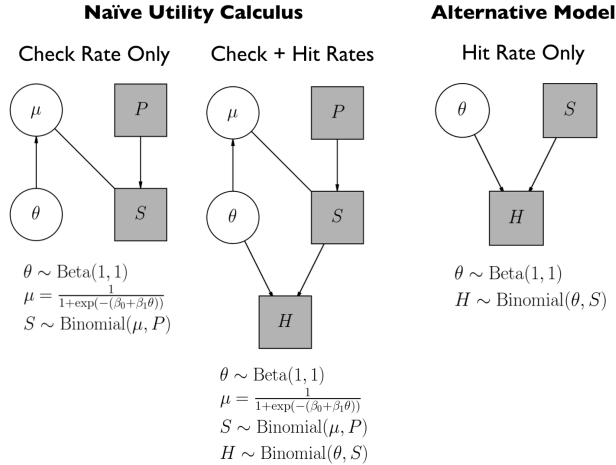 Naïve Utility Calculus
Alternative Model
Check Rate Only
Check + Hit Rates
Hit Rate Only
μ
P
θ
S
θ ∼ Beta(1, 1)
μ = 1/(1+exp(−(β₀+β₁θ)))
S ∼ Binomial(μ, P)
μ
P
θ
S
H
θ ∼ Beta(1, 1)
μ = 1/(1+exp(−(β₀+β₁θ)))
S ∼ Binomial(μ, P)
H ∼ Binomial(θ, S)
θ
S
H
θ ∼ Beta(1, 1)
H ∼ Binomial(θ, S)